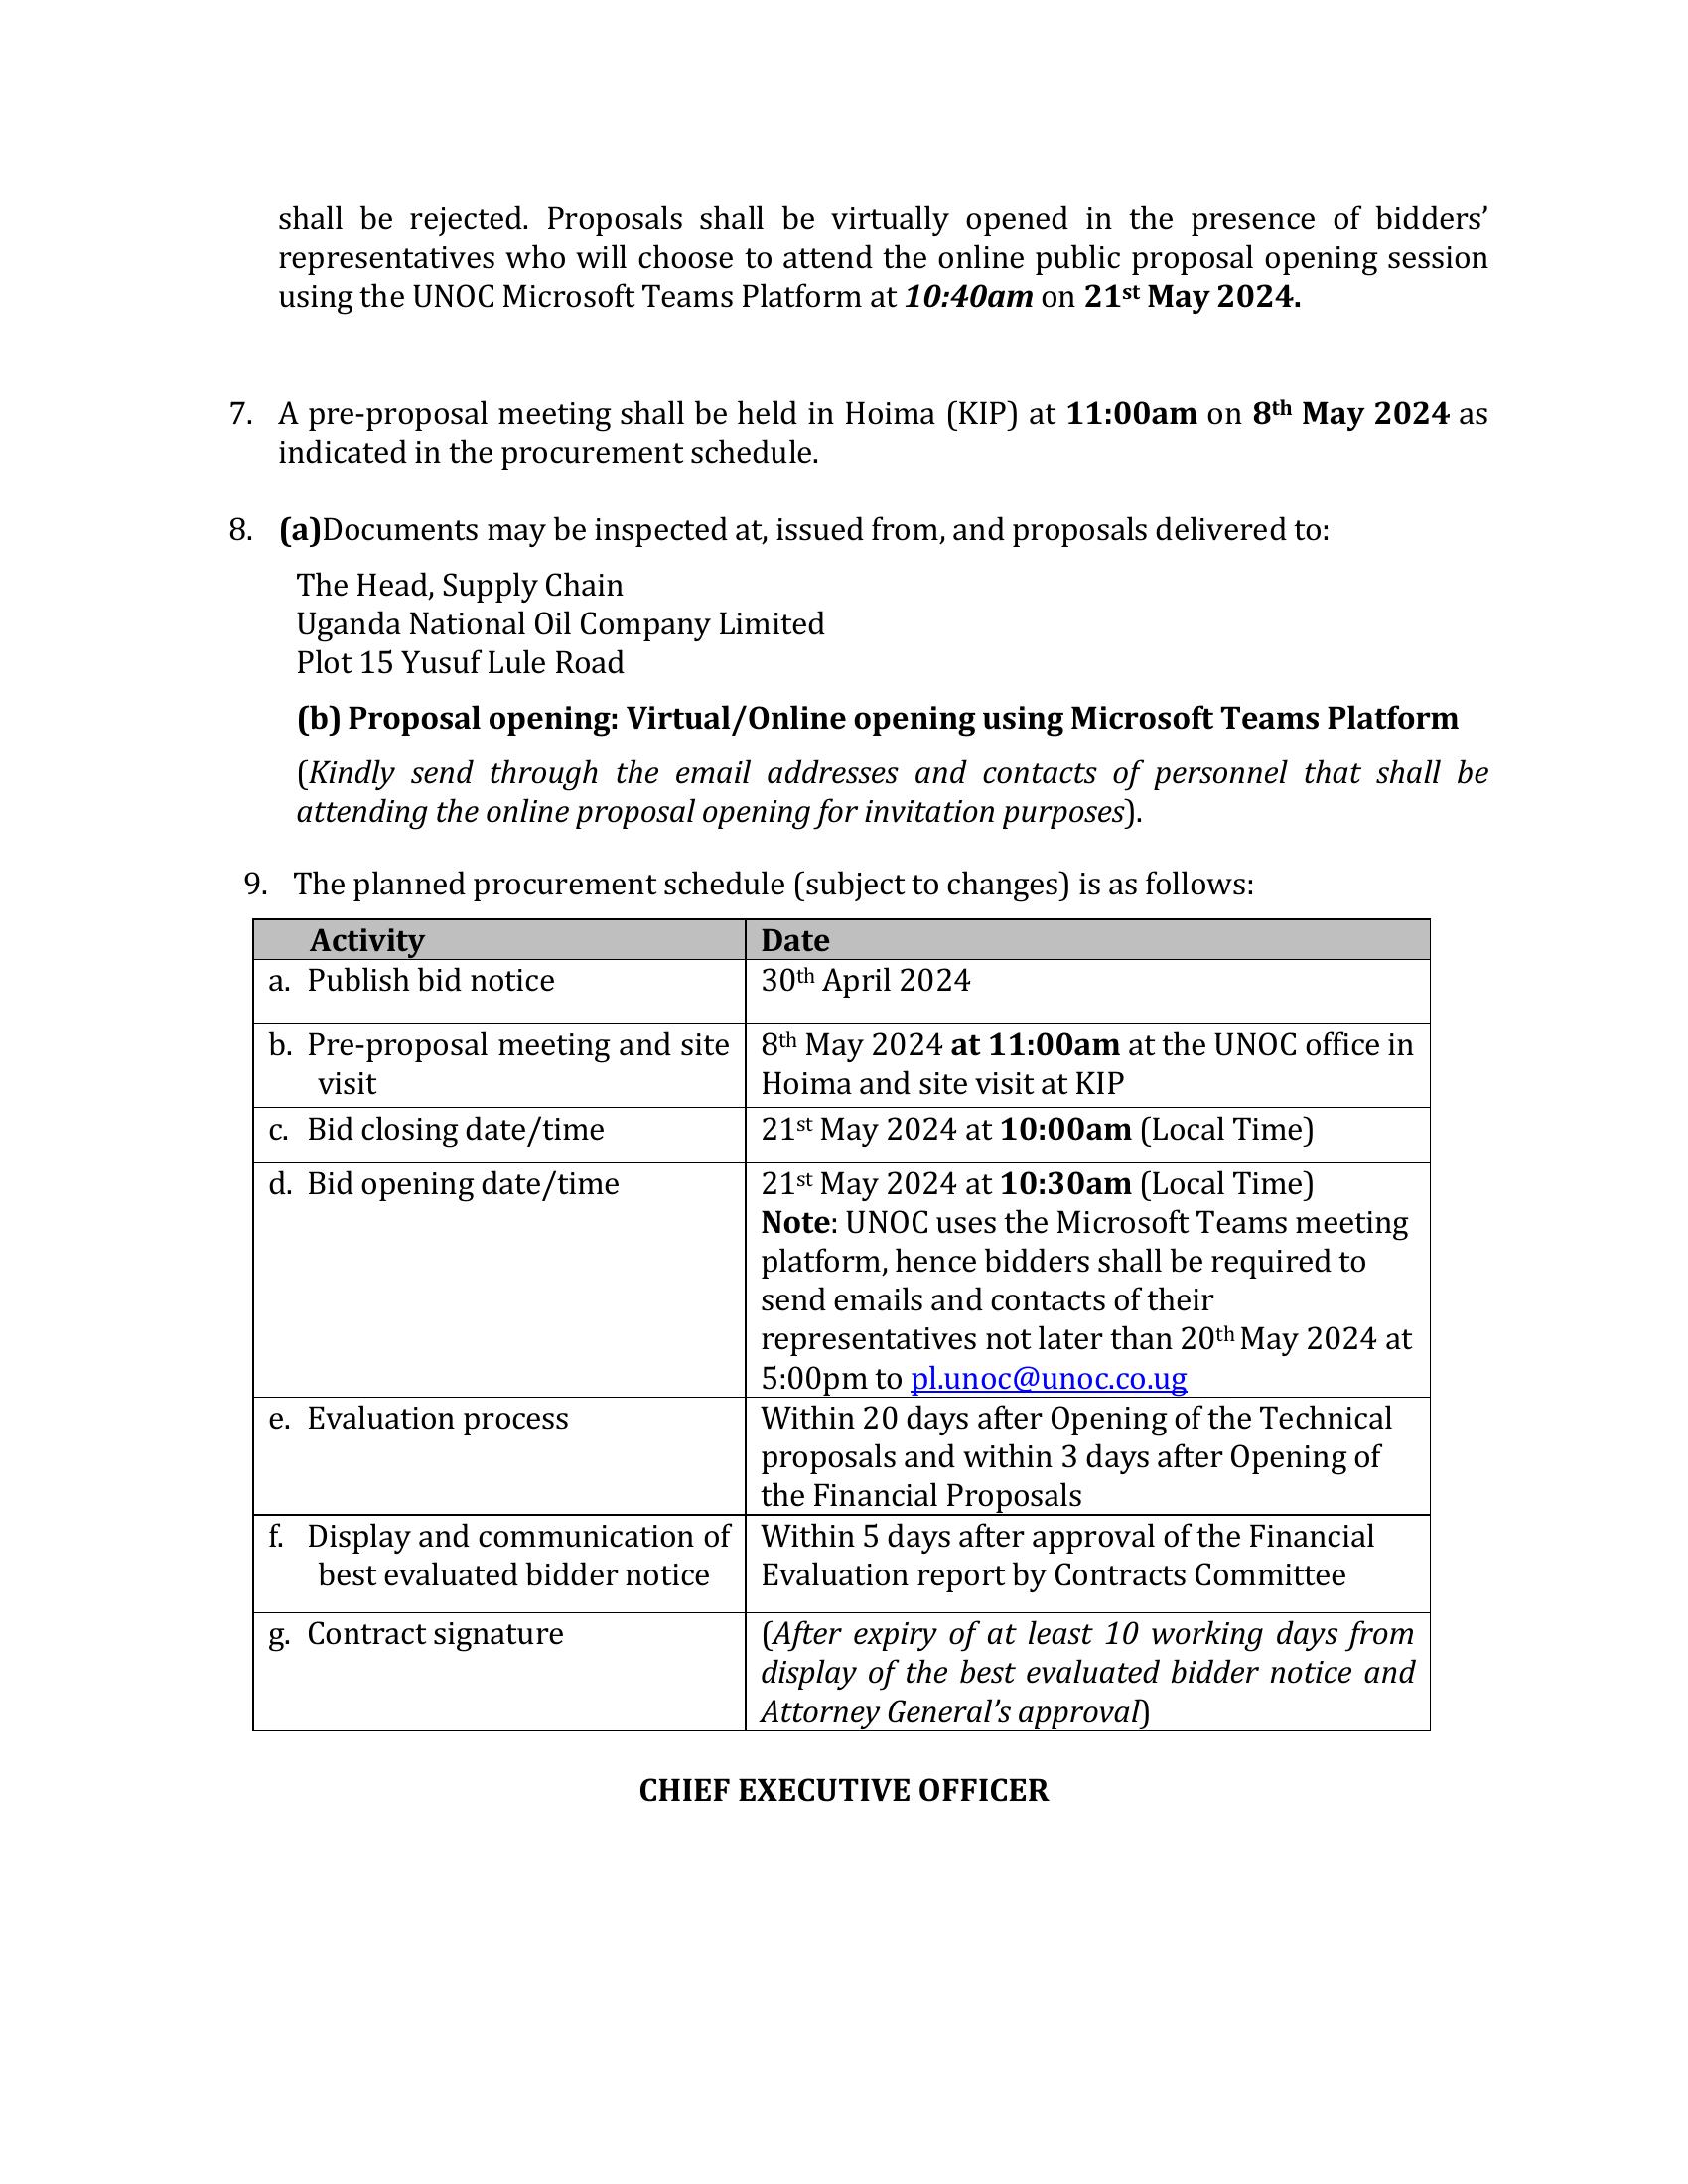 shall be rejected. Proposals shall be virtually opened in the presence of bidders’
representatives who will choose to attend the online public proposal opening session
using the UNOC Microsoft Teams Platform at 10:40am on 21st May 2024.
7. A pre-proposal meeting shall be held in Hoima (KIP) at 11:00am on 8th May 2024 as
indicated in the procurement schedule.
8. (a)Documents may be inspected at, issued from, and proposals delivered to:
The Head, Supply Chain
Uganda National Oil Company Limited
Plot 15 Yusuf Lule Road
(b) Proposal opening: Virtual/Online opening using Microsoft Teams Platform
(Kindly send through the email addresses and contacts of personnel that shall be
attending the online proposal opening for invitation purposes).
9. The planned procurement schedule (subject to changes) is as follows:
Activity Date
a. Publish bid notice 30th April 2024
b. Pre-proposal meeting and site 8th May 2024 at 11:00am at the UNOC office in
visit Hoima and site visit at KIP
c. Bid closing date/time 21st May 2024 at 10:00am (Local Time)
d. Bid opening date/time 21st May 2024 at 10:30am (Local Time)
Note: UNOC uses the Microsoft Teams meeting
platform, hence bidders shall be required to
send emails and contacts of their
representatives not later than 20th May 2024 at
5:00pm to pl.unoc@unoc.co.ug
e. Evaluation process Within 20 days after Opening of the Technical
proposals and within 3 days after Opening of
the Financial Proposals
f. Display and communication of Within 5 days after approval of the Financial
best evaluated bidder notice Evaluation report by Contracts Committee
g. Contract signature (After expiry of at least 10 working days from
display of the best evaluated bidder notice and
Attorney General’s approval)
CHIEF EXECUTIVE OFFICER